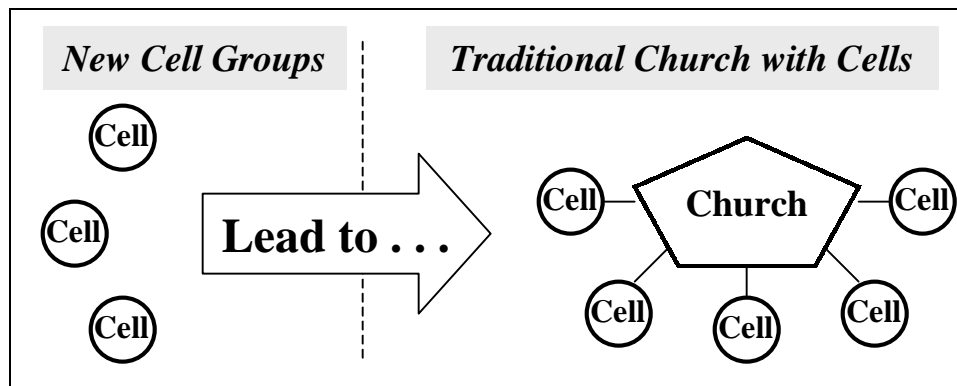 New Cell Groups
Traditional Church with Cells
Cell
Cell
Cell
Lead to . . .
Church
Cell
Cell
Cell
Cell
Cell